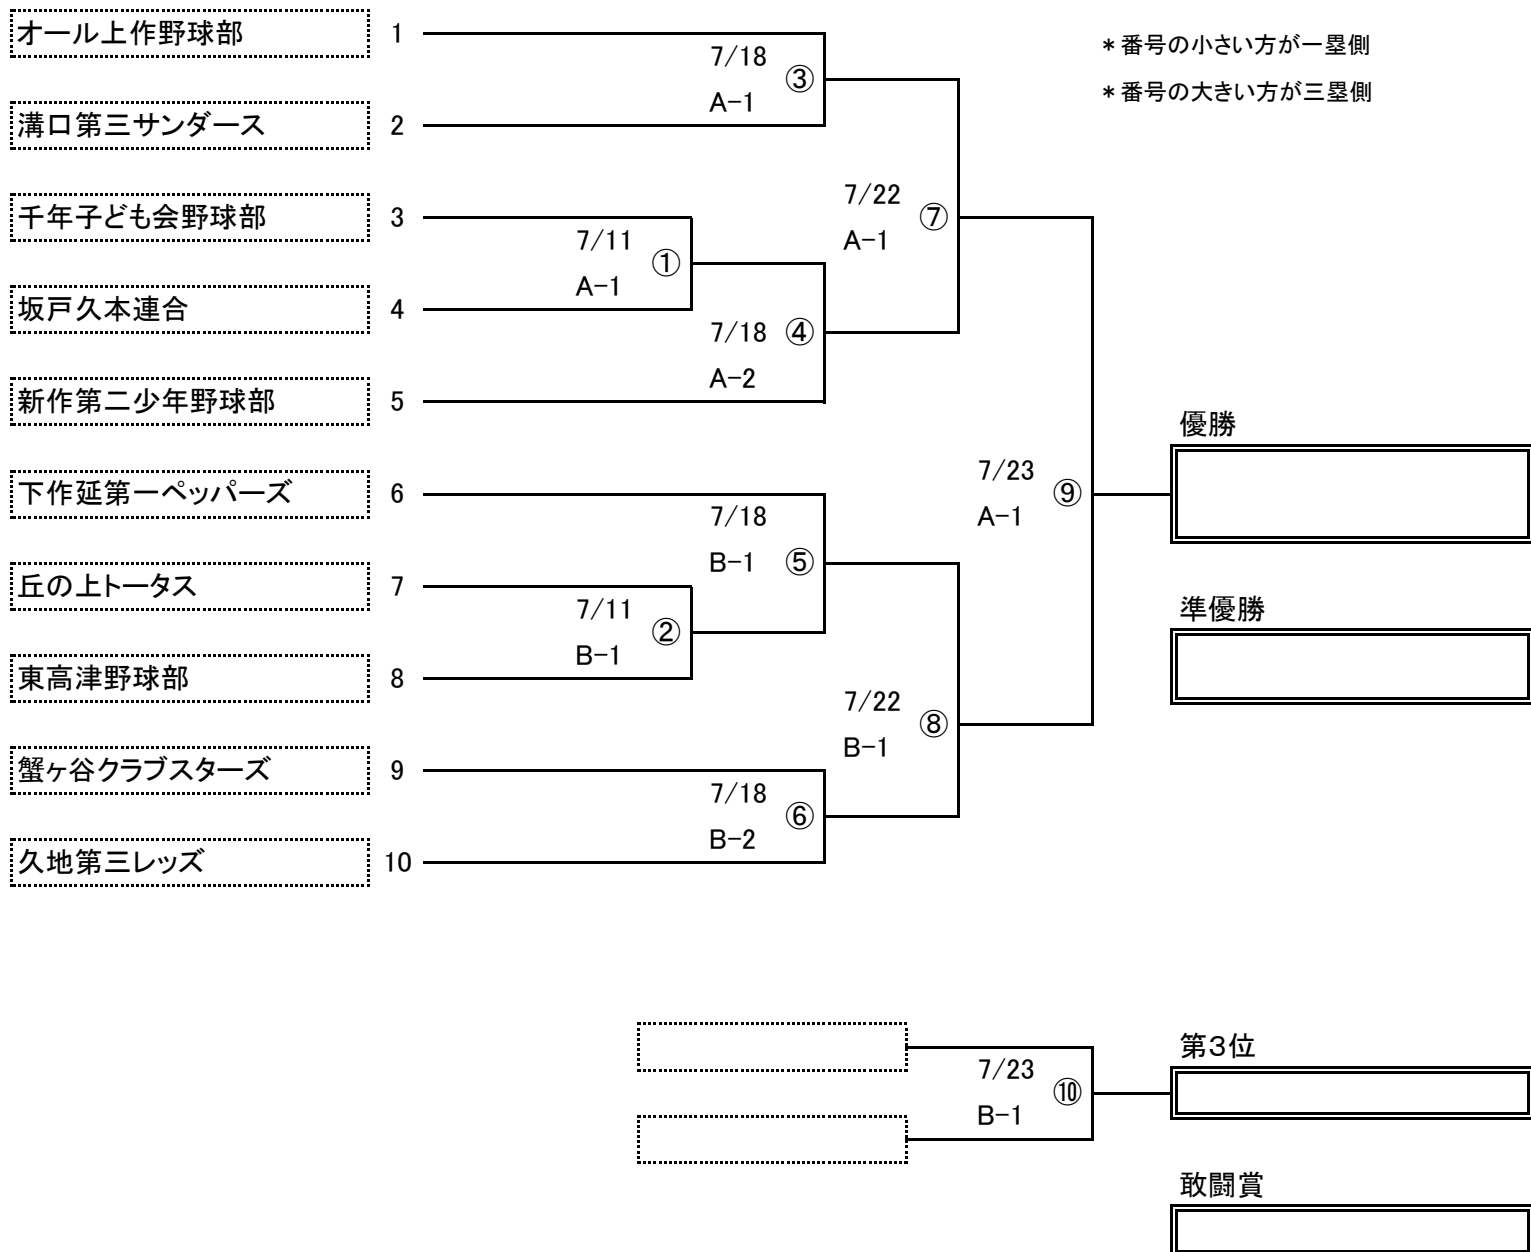 オール上作野球部 1
7/18
③
A-1
*番号の小さい方が一塁側
*番号の大きい方が三塁側
溝口第三サンダース 2
千年子ども会野球部 3
7/11
①
A-1
坂戸久本連合 4
7/18
④
A-2
新作第二少年野球部 5
7/22
⑦
A-1
下作延第一ペッパーズ 6
7/18
B-1
⑤
丘の上トータス 7
7/11
②
B-1
東高津野球部 8
7/22
⑧
B-1
蟹ヶ谷クラブスターズ 9
7/18
⑥
B-2
久地第三レッズ 10
7/23
⑨
A-1
優勝
準優勝
7/23
⑩
B-1
第3位
敢闘賞